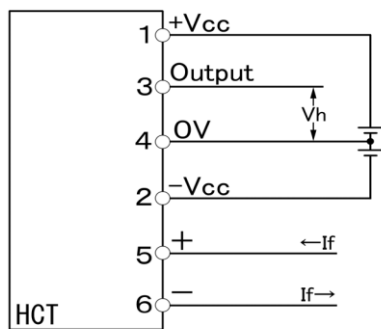 1 +Vcc
3 Output
Vh
4 0V
2 -Vcc
5 + ←If
6 - If→
HCT